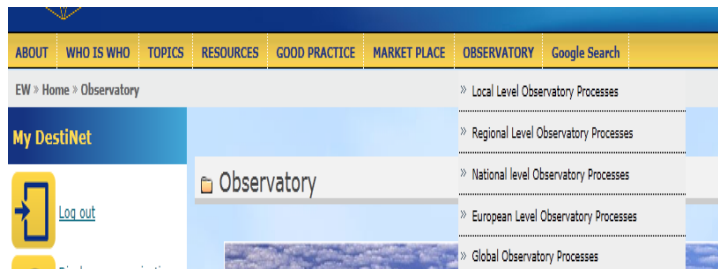 ABOUT WHO IS WHO TOPICS RESOURCES GOOD PRACTICE MARKET PLACE OBSERVATORY Google Search
EW » Home » Observatory
» Local Level Observatory Processes
» Regional Level Observatory Processes
» National level Observatory Processes
» European Level Observatory Processes
» Global Observatory Processes
My DestiNet
Log out
Observatory